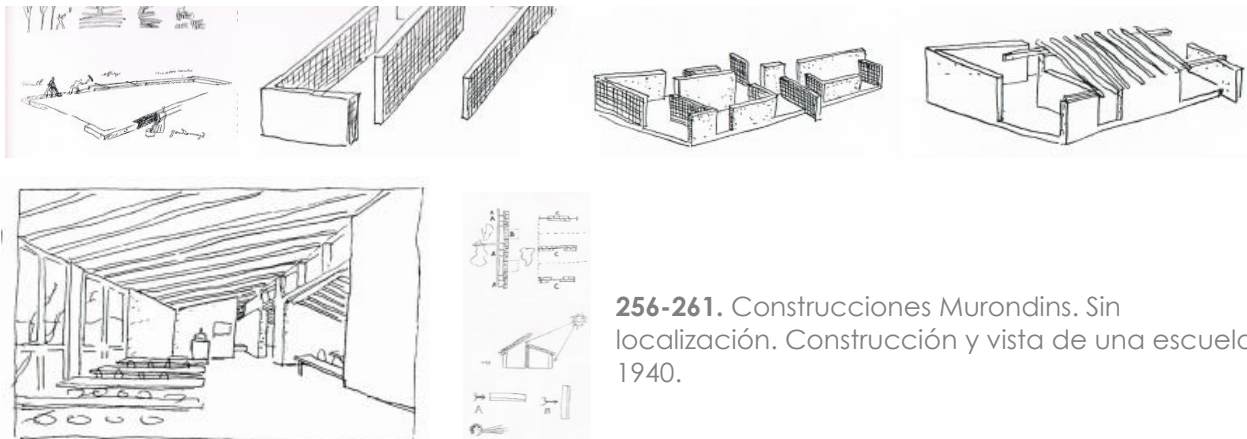 A
A
B
A
A
C
C
C
A
B
256-261. Construcciones Murondins. Sin
localización. Construcción y vista de una escuela
1940.